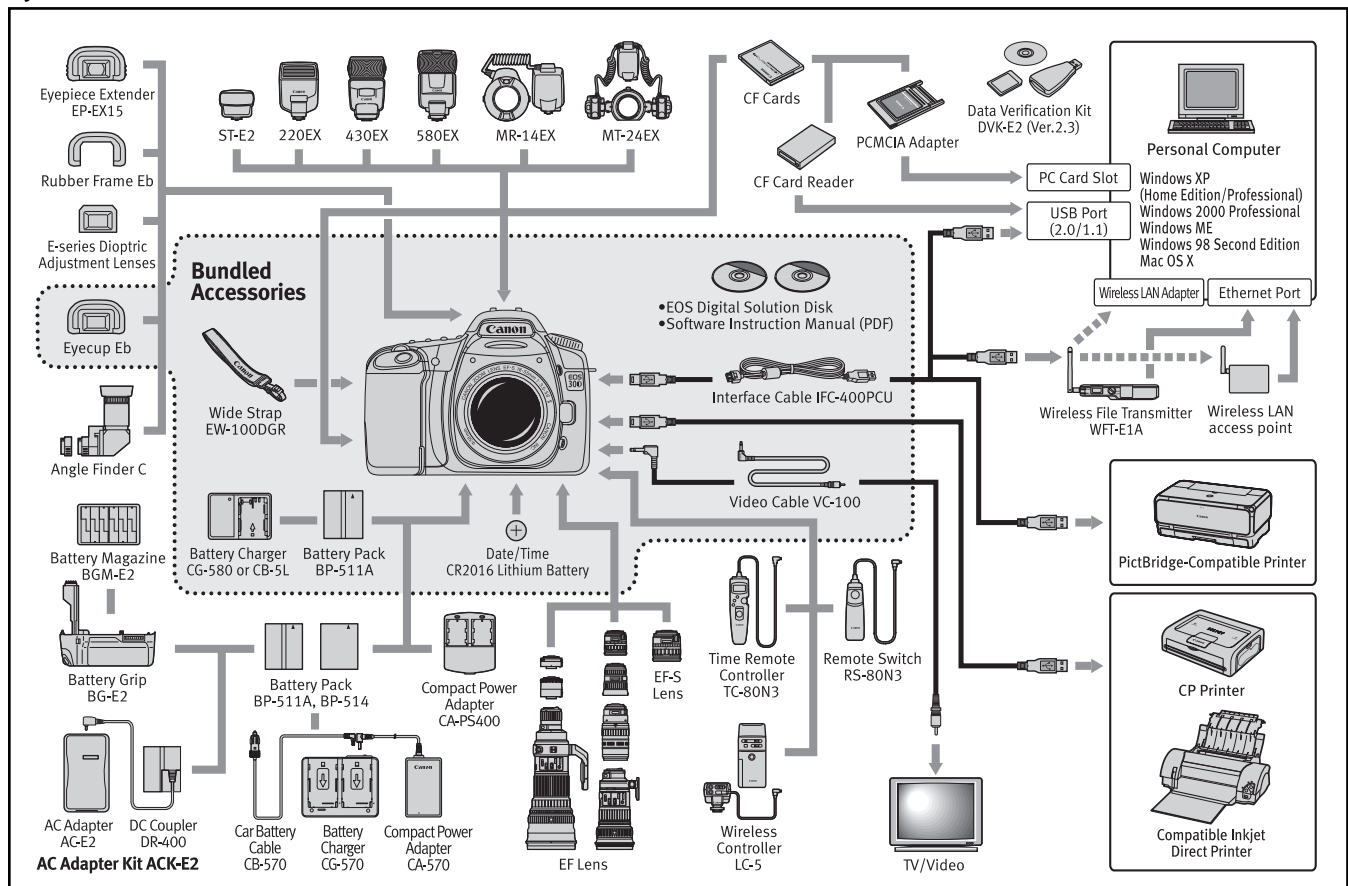 Eyepiece Extender
EP-EX15
Rubber Frame Eb
E-series Dioptric
Adjustment Lenses
Eyecup Eb
Angle Finder C
ST-E2
220EX
430EX
580EX
MR-14EX
MT-24EX
CF Cards
CF Card Reader
PCMCIA Adapter
Data Verification Kit
DVK-E2 (Ver.2.3)
Personal Computer
PC Card Slot
USB Port
(2.0/1.1)
Windows XP
(Home Edition/Professional)
Windows 2000 Professional
Windows ME
Windows 98 Second Edition
Mac OS X
Wireless LAN Adapter
Ethernet Port
Bundled
Accessories
•EOS Digital Solution Disk
•Software Instruction Manual (PDF)
Canon
EOS
30D
Wide Strap
EW-100DGR
Interface Cable IFC-400PCU
Wireless File Transmitter
WFT-E1A
Wireless LAN
access point
Video Cable VC-100
Battery Charger
CG-580 or CB-5L
Battery Pack
BP-511A
Date/Time
CR2016 Lithium Battery
PictBridge-Compatible Printer
Battery Magazine
BGM-E2
Battery Grip
BG-E2
Battery Pack
BP-511A, BP-514
Compact Power
Adapter
CA-PS400
EF-S
Lens
Time Remote
Controller
TC-80N3
Remote Switch
RS-80N3
CP Printer
AC Adapter
AC-E2
DC Coupler
DR-400
AC Adapter Kit ACK-E2
Car Battery
Cable
CB-570
Battery
Charger
CG-570
Canon
Compact Power
Adapter
CA-570
EF Lens
Wireless
Controller
LC-5
TV/Video
Compatible Inkjet
Direct Printer